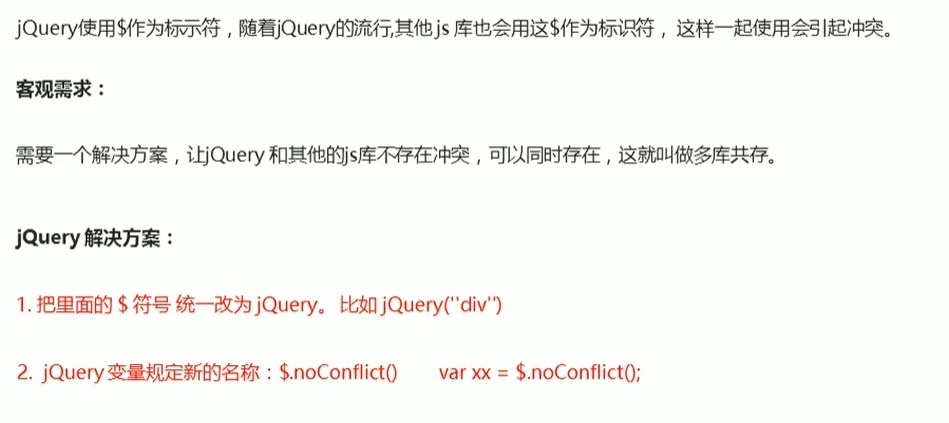 jQuery使用$作为标示符，随着jQuery的流行,其他 js 库也会用这$作为标识符， 这样一起使用会引起冲突。
客观需求：
需要一个解决方案，让jQuery 和其他的js库不存在冲突，可以同时存在，这就叫做多库共存。
jQuery 解决方案：
1. 把里面的 $ 符号 统一改为 jQuery。 比如 jQuery(''div'')
2. jQuery 变量规定新的名称：$.noConflict() var xx = $.noConflict();